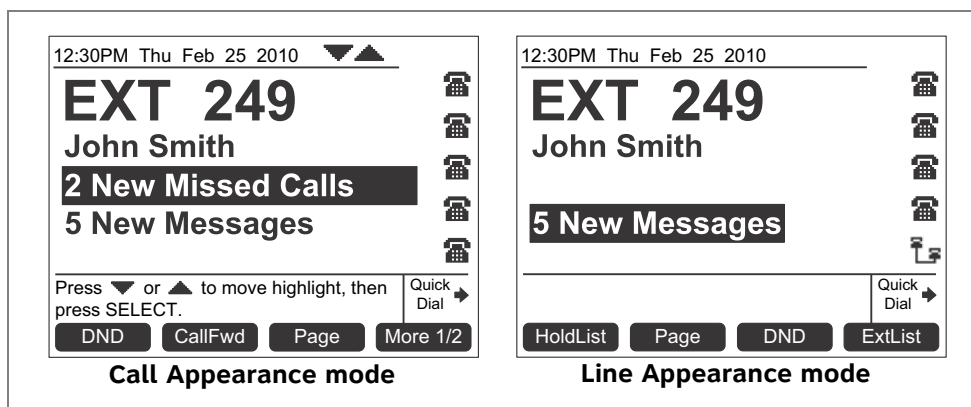 12:30PM Thu Feb 25 2010
EXT 249
John Smith
2 New Missed Calls
5 New Messages
Press ▼ or ▲ to move highlight, then
press SELECT.
Quick
Dial
DND CallFwd Page More 1/2
Call Appearance mode
12:30PM Thu Feb 25 2010
EXT 249
John Smith
5 New Messages
Quick
Dial
HoldList Page DND ExtList
Line Appearance mode